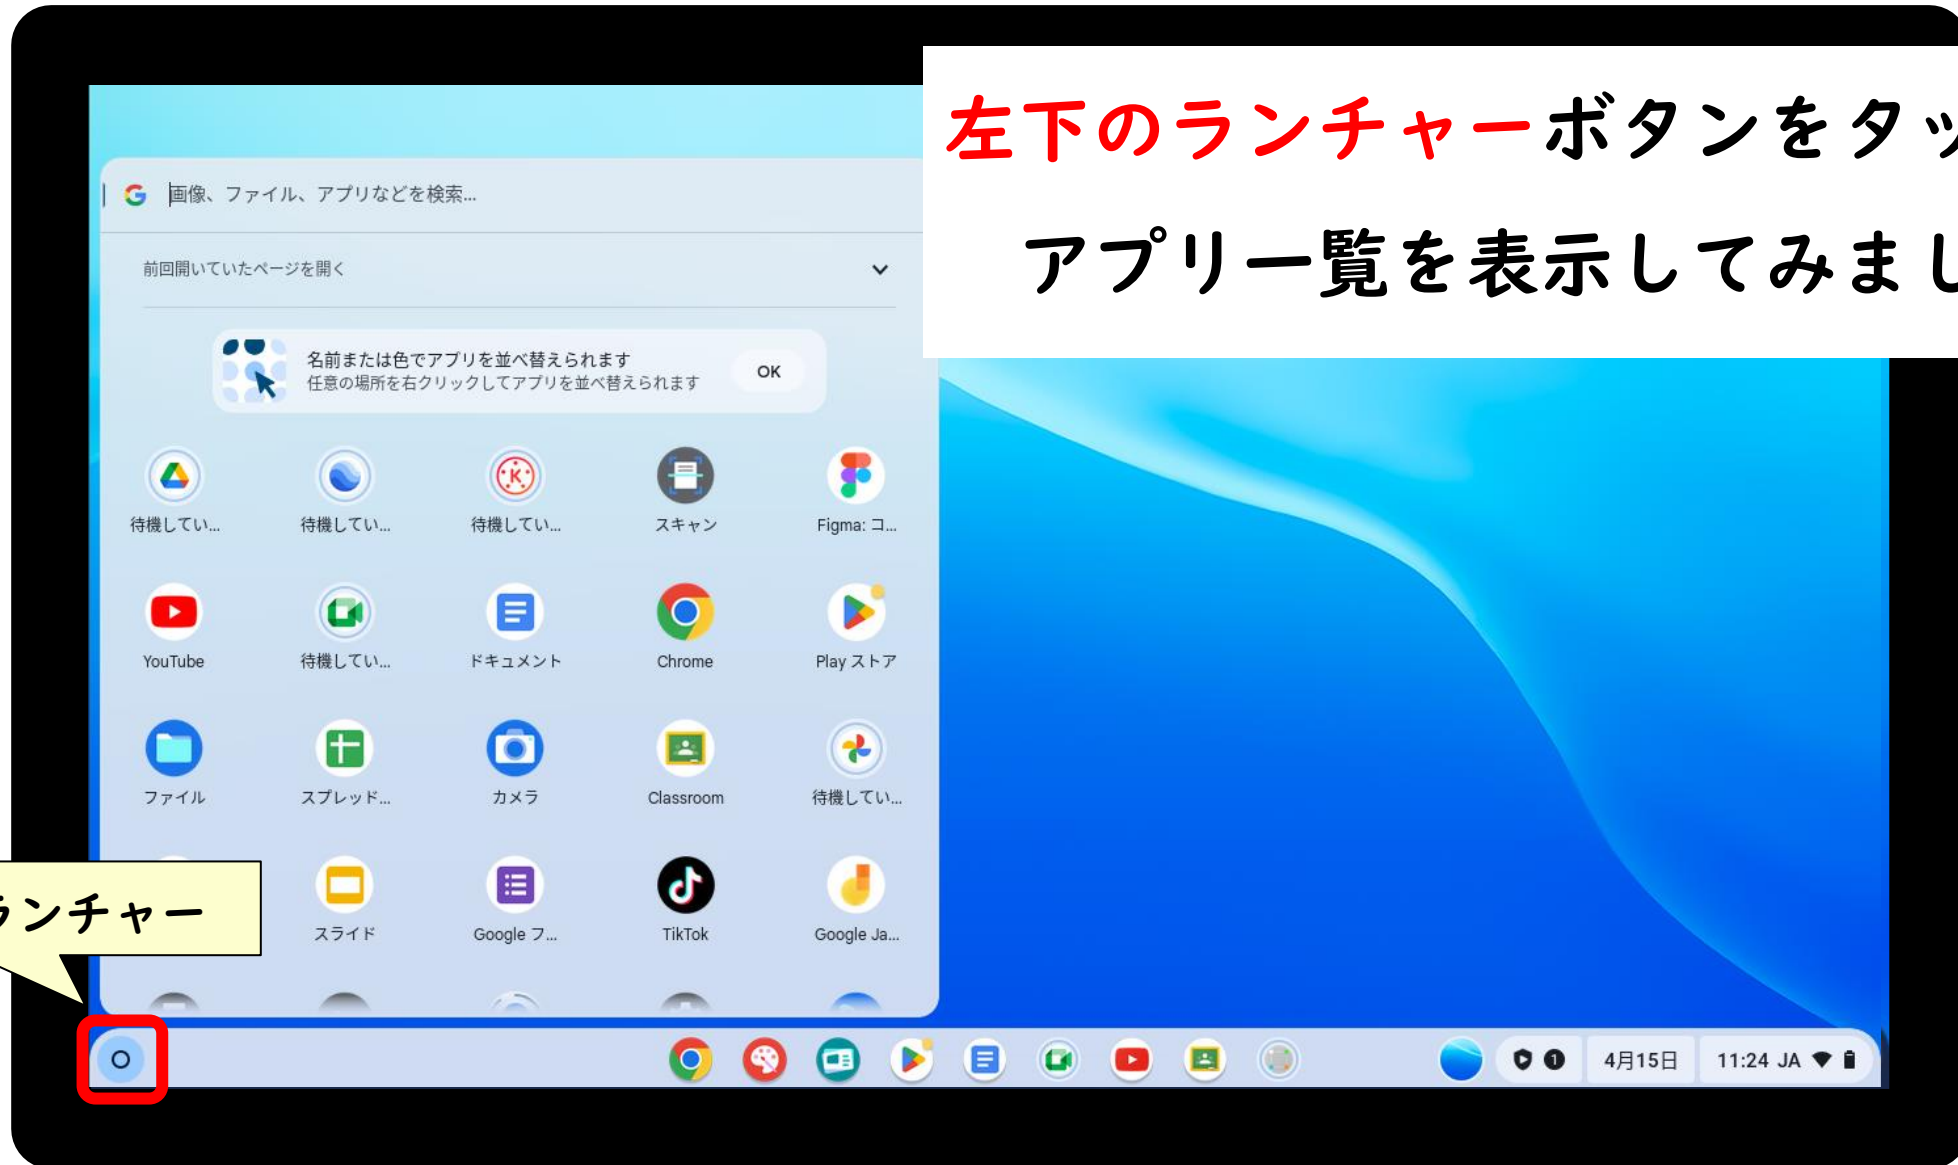 左下のランチャーボタンをタッ
アプリ一覧を表示してみまし
画像、ファイル、アプリなどを検索...
前回開いていたページを開く
名前または色でアプリを並べ替えられます
任意の場所を右クリックしてアプリを並べ替えられます
OK
待機してい...
待機してい...
待機してい...
スキャン
Figma: コ...
YouTube
待機してい...
ドキュメント
Chrome
Play ストア
ファイル
スプレッド...
カメラ
Classroom
待機してい...
ランチャー
スライド
Google フ...
TikTok
Google Ja...
1
4月15日
11:24 JA